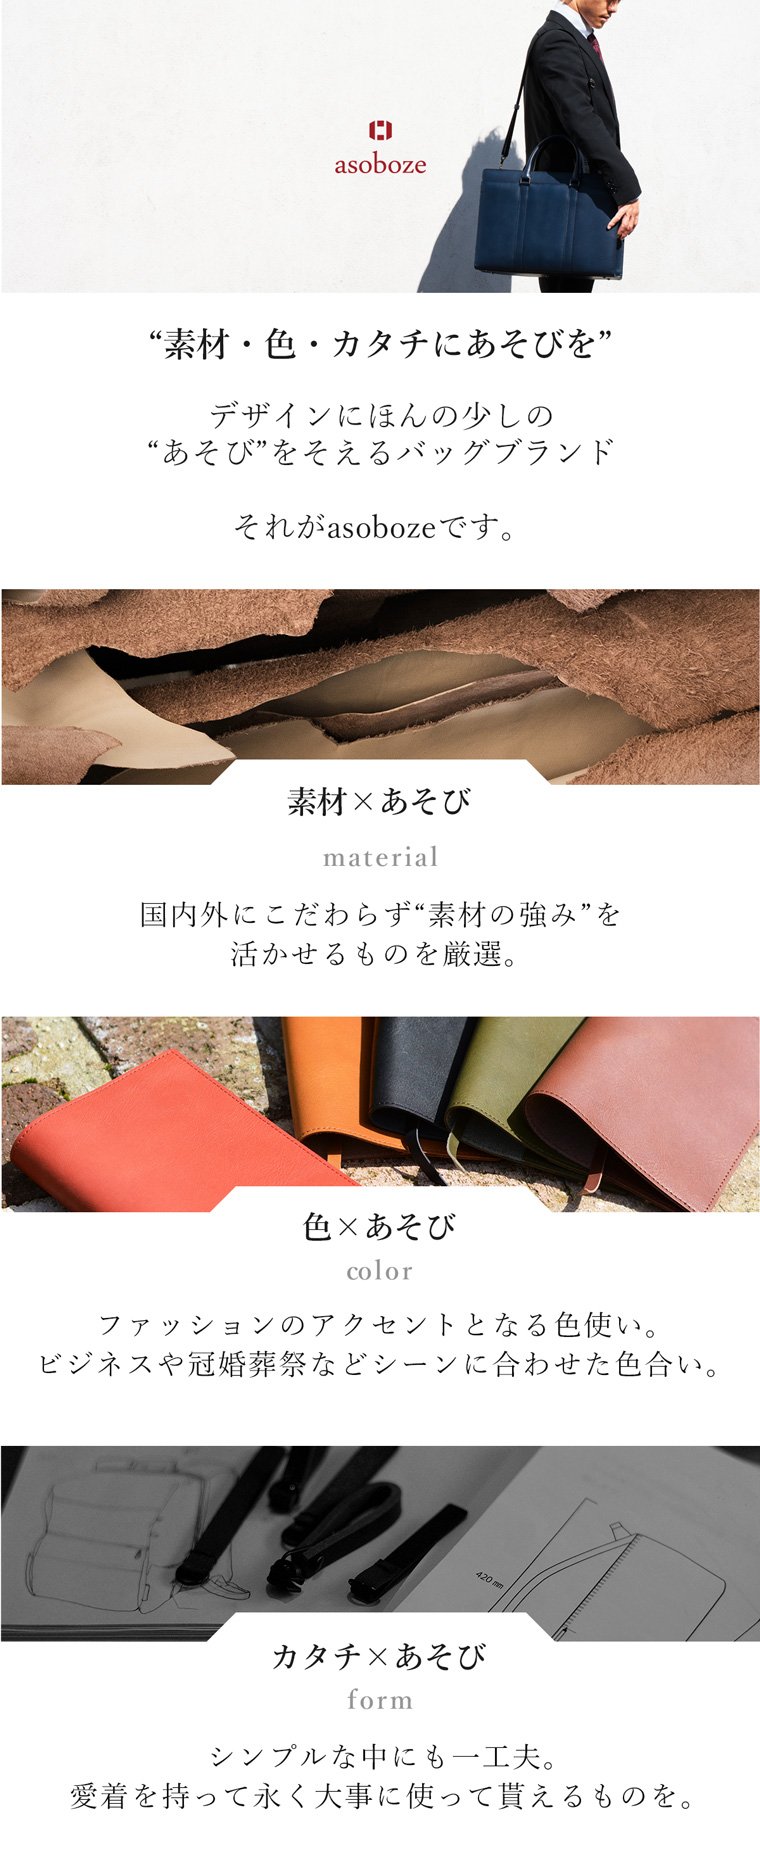 asoboze
“素材・色・カタチにあそびを”
デザインにほんの少しの
“あそび”をそえるバッグブランド
それがasobozeです。
素材×あそび
material
国内外にこだわらず“素材の強み”を
活かせるものを厳選。
色×あそび
color
ファッションのアクセントとなる色使い。
ビジネスや冠婚葬祭などシーンに合わせた色合い。
420 mm
カタチ×あそび
form
シンプルな中にも一工夫。
愛着を持って永く大事に使って貰えるものを。